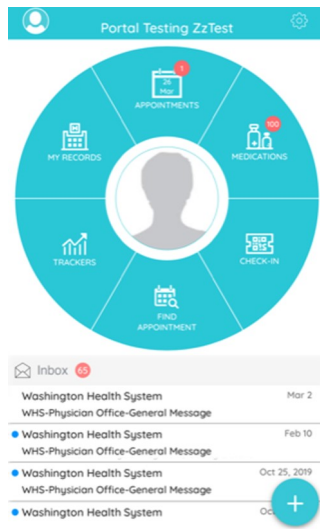 Portal Testing ZzTest
1
26
Mar
APPOINTMENTS
MY RECORDS
100
MEDICATIONS
TRACKERS
CHECK-IN
FIND
APPOINTMENT
Inbox 65
Washington Health System Mar 2
WHS-Physician Office-General Message
Washington Health System Feb 10
WHS-Physician Office-General Message
Washington Health System Oct 25, 2019
WHS-Physician Office-General Message
Washington Health System